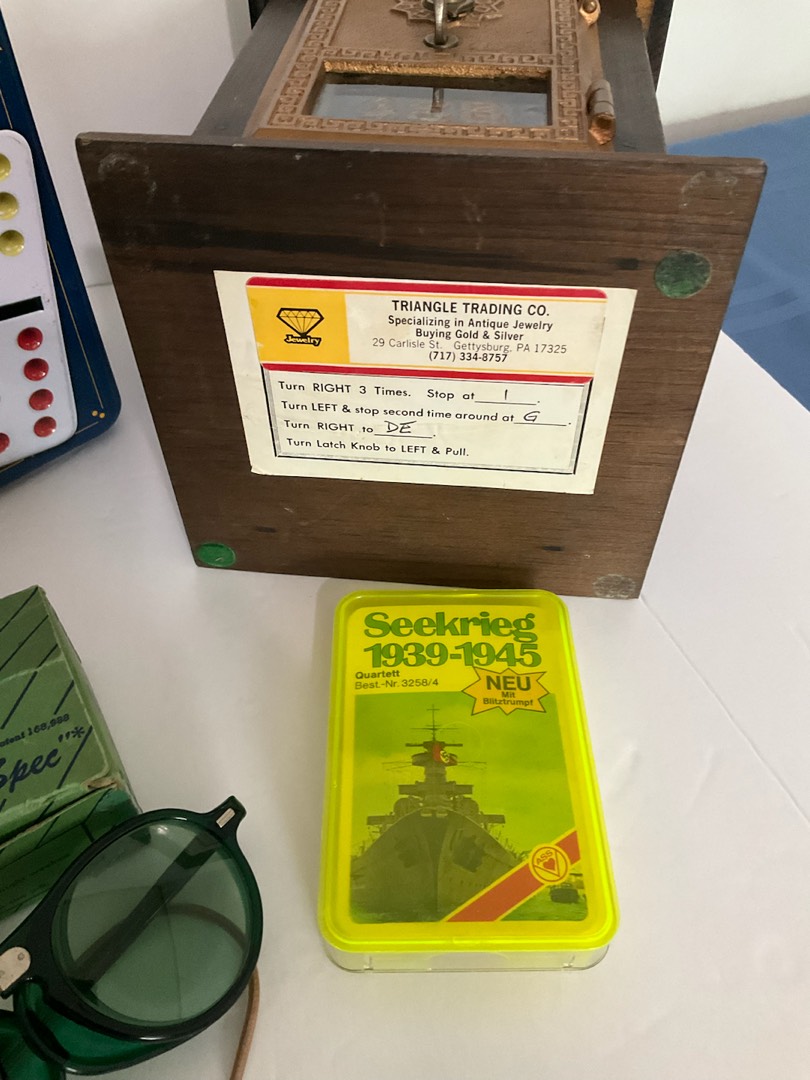 Jewelry
TRIANGLE TRADING CO.
Specializing in Antique Jewelry
Buying Gold & Silver
29 Carlisle St. Gettysburg, PA 17325
(717) 334-8757
Turn RIGHT 3 Times. Stop at 1.
Turn LEFT & stop second time around at G.
Turn RIGHT to DE.
Turn Latch Knob to LEFT & Pull.
Seekrieg
1939-1945
Quartett
Best.-Nr. 3258/4
NEU
Mit
Blitztrumpf
ASS
168,880
Spec